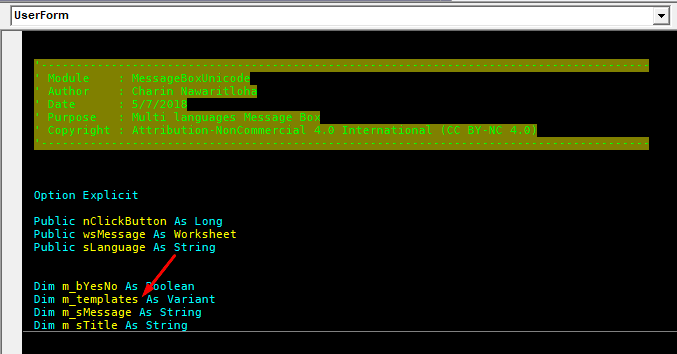 UserForm
'---------------------------------------------------------------------------------------
' Module    : MessageBoxUnicode
' Author    : Charin Nawaritloha
' Date      : 5/7/2018
' Purpose   : Multi languages Message Box
' Copyright : Attribution-NonCommercial 4.0 International (CC BY-NC 4.0)
'---------------------------------------------------------------------------------------
Option Explicit
Public nClickButton As Long
Public wsMessage As Worksheet
Public sLanguage As String
Dim m_bYesNo As Boolean
Dim m_templates As Variant
Dim m_sMessage As String
Dim m_sTitle As String